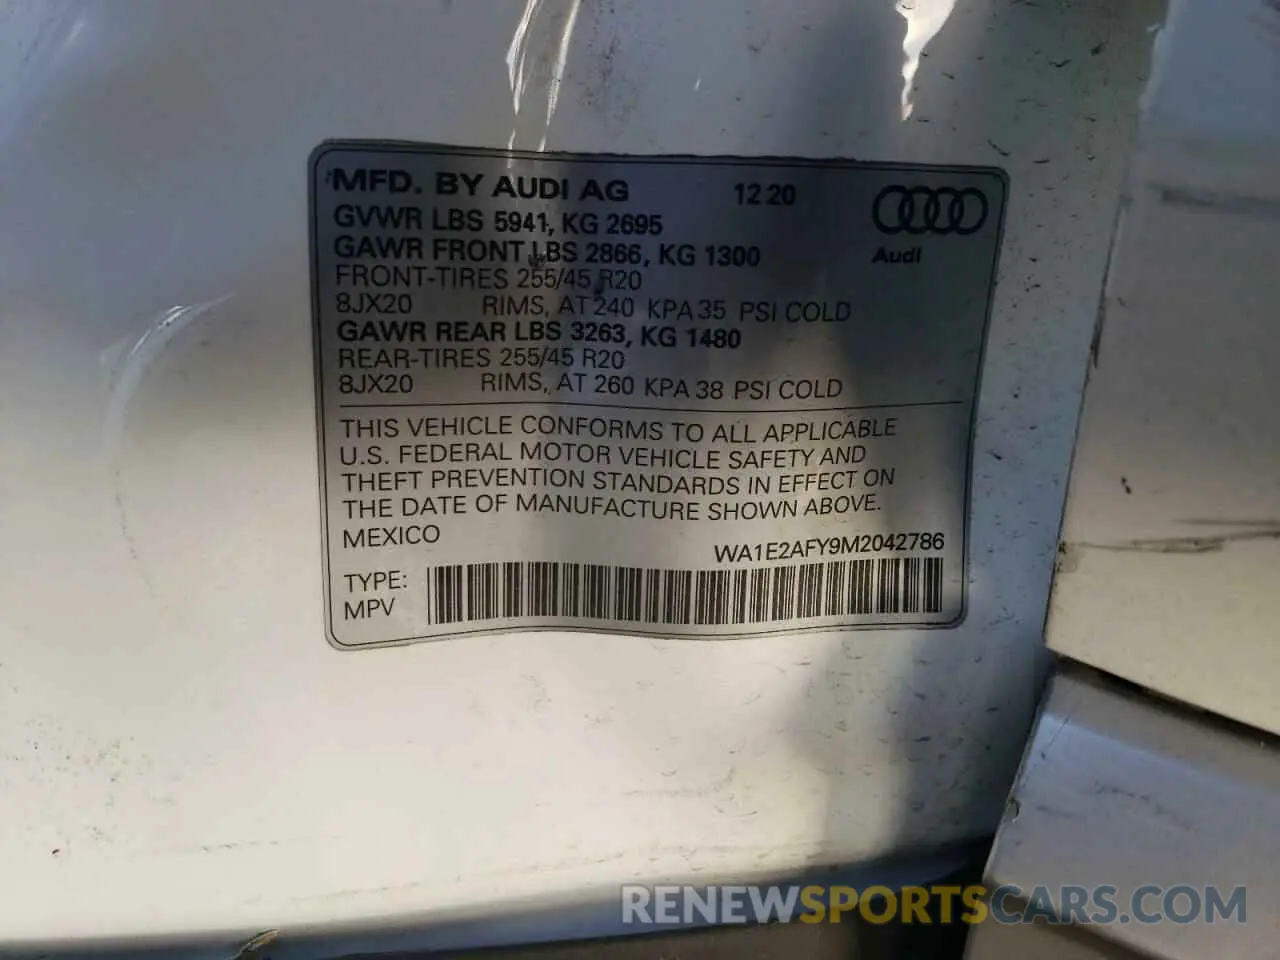 MFD. BY AUDI AG 12 20
GVWR LBS 5941, KG 2695
GAWR FRONT LBS 2866, KG 1300
Audi
FRONT-TIRES 255/45 R20
8JX20 RIMS, AT 240 KPA 35 PSI COLD
GAWR REAR LBS 3263, KG 1480
REAR-TIRES 255/45 R20
8JX20 RIMS, AT 260 KPA 38 PSI COLD
THIS VEHICLE CONFORMS TO ALL APPLICABLE
U.S. FEDERAL MOTOR VEHICLE SAFETY AND
THEFT PREVENTION STANDARDS IN EFFECT ON
THE DATE OF MANUFACTURE SHOWN ABOVE.
MEXICO
WA1E2AFY9M2042786
TYPE:
MPV
RENEWSPORTSCARS.COM